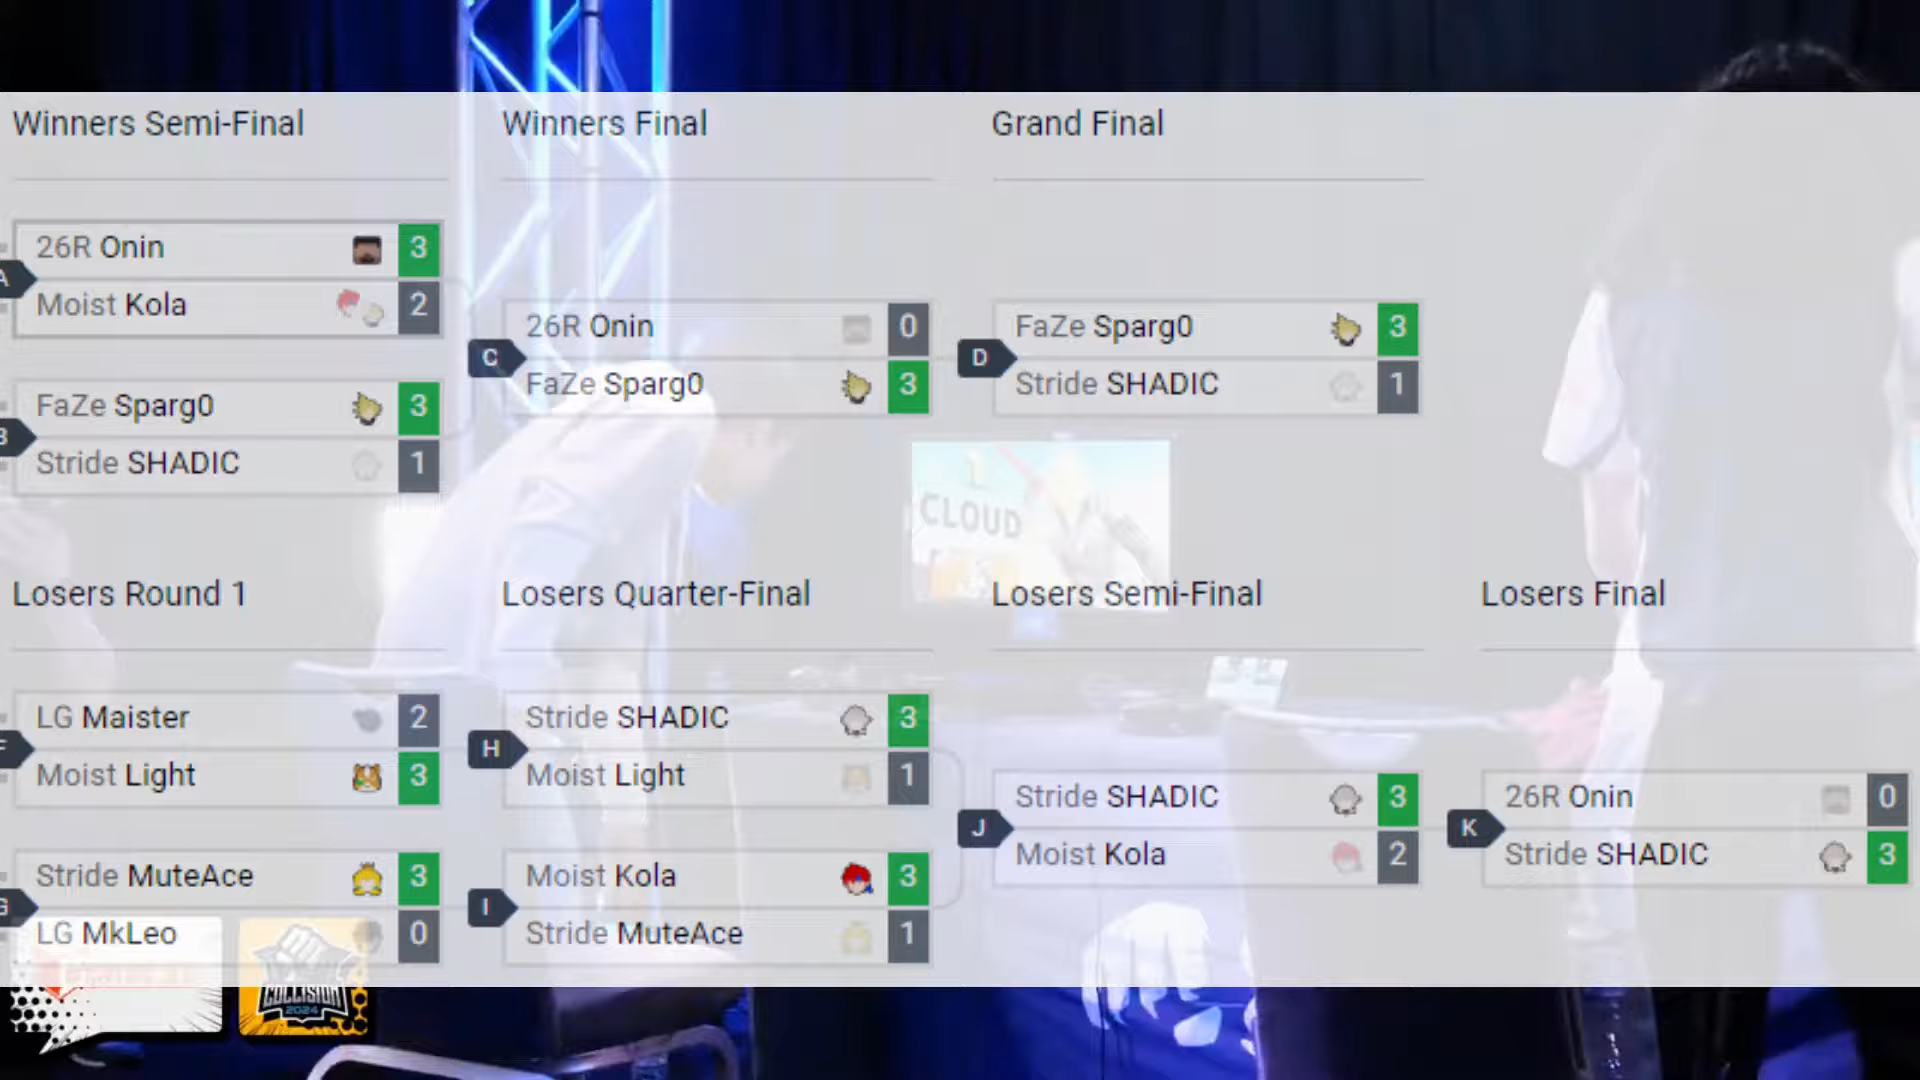 Winners Semi-Final
Winners Final
Grand Final
26R Onin 3
Moist Kola 2
FaZe Sparg0 3
Stride SHADIC 1
C
26R Onin 0
FaZe Sparg0 3
D
FaZe Sparg0 3
Stride SHADIC 1
CLOUD
Losers Round 1
Losers Quarter-Final
Losers Semi-Final
Losers Final
LG Maister 2
Moist Light 3
Stride MuteAce 3
LG MkLeo 0
H
Stride SHADIC 3
Moist Light 1
I
Moist Kola 3
Stride MuteAce 1
J
Stride SHADIC 3
Moist Kola 2
K
26R Onin 0
Stride SHADIC 3
COLLISION
2024